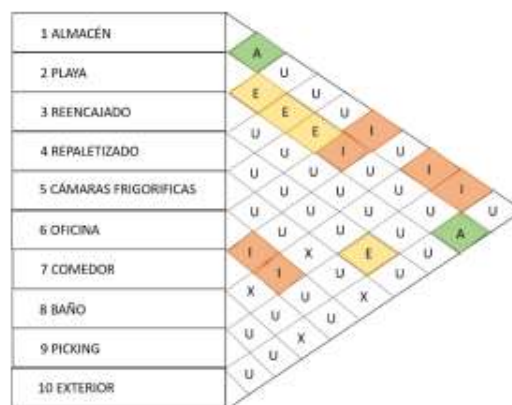 1 ALMACÉN
A
2 PLAYA U
E U
3 REENCAJADO E U
U E I
4 REPALETIZADO U I U
U U U I
5 CÁMARAS FRIGORIFICAS U U U I
U U U U U
6 OFICINA U U U A
I X E U
7 COMEDOR I U U
X U X
8 BAÑO U U
U X
9 PICKING U
U
10 EXTERIOR